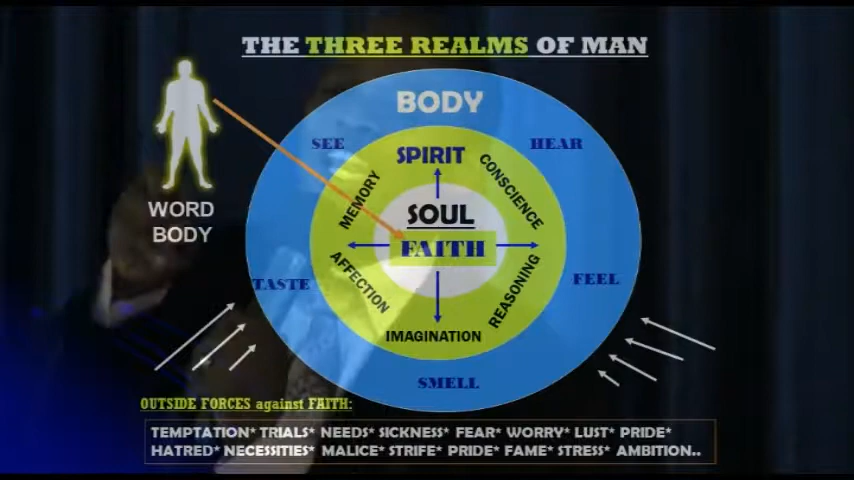 THE THREE REALMS OF MAN
BODY
SEE
HEAR
SPIRIT
MEMORY
CONSCIENCE
WORD
BODY
SOUL
FAITH
TASTE
AFFECTION
REASONING
FEEL
IMAGINATION
SMELL
OUTSIDE FORCES against FAITH:
TEMPTATION* TRIALS* NEEDS* SICKNESS* FEAR* WORRY* LUST* PRIDE*
HATRED* NECESSITIES* MALICE* STRIFE* PRIDE* FAME* STRESS* AMBITION..